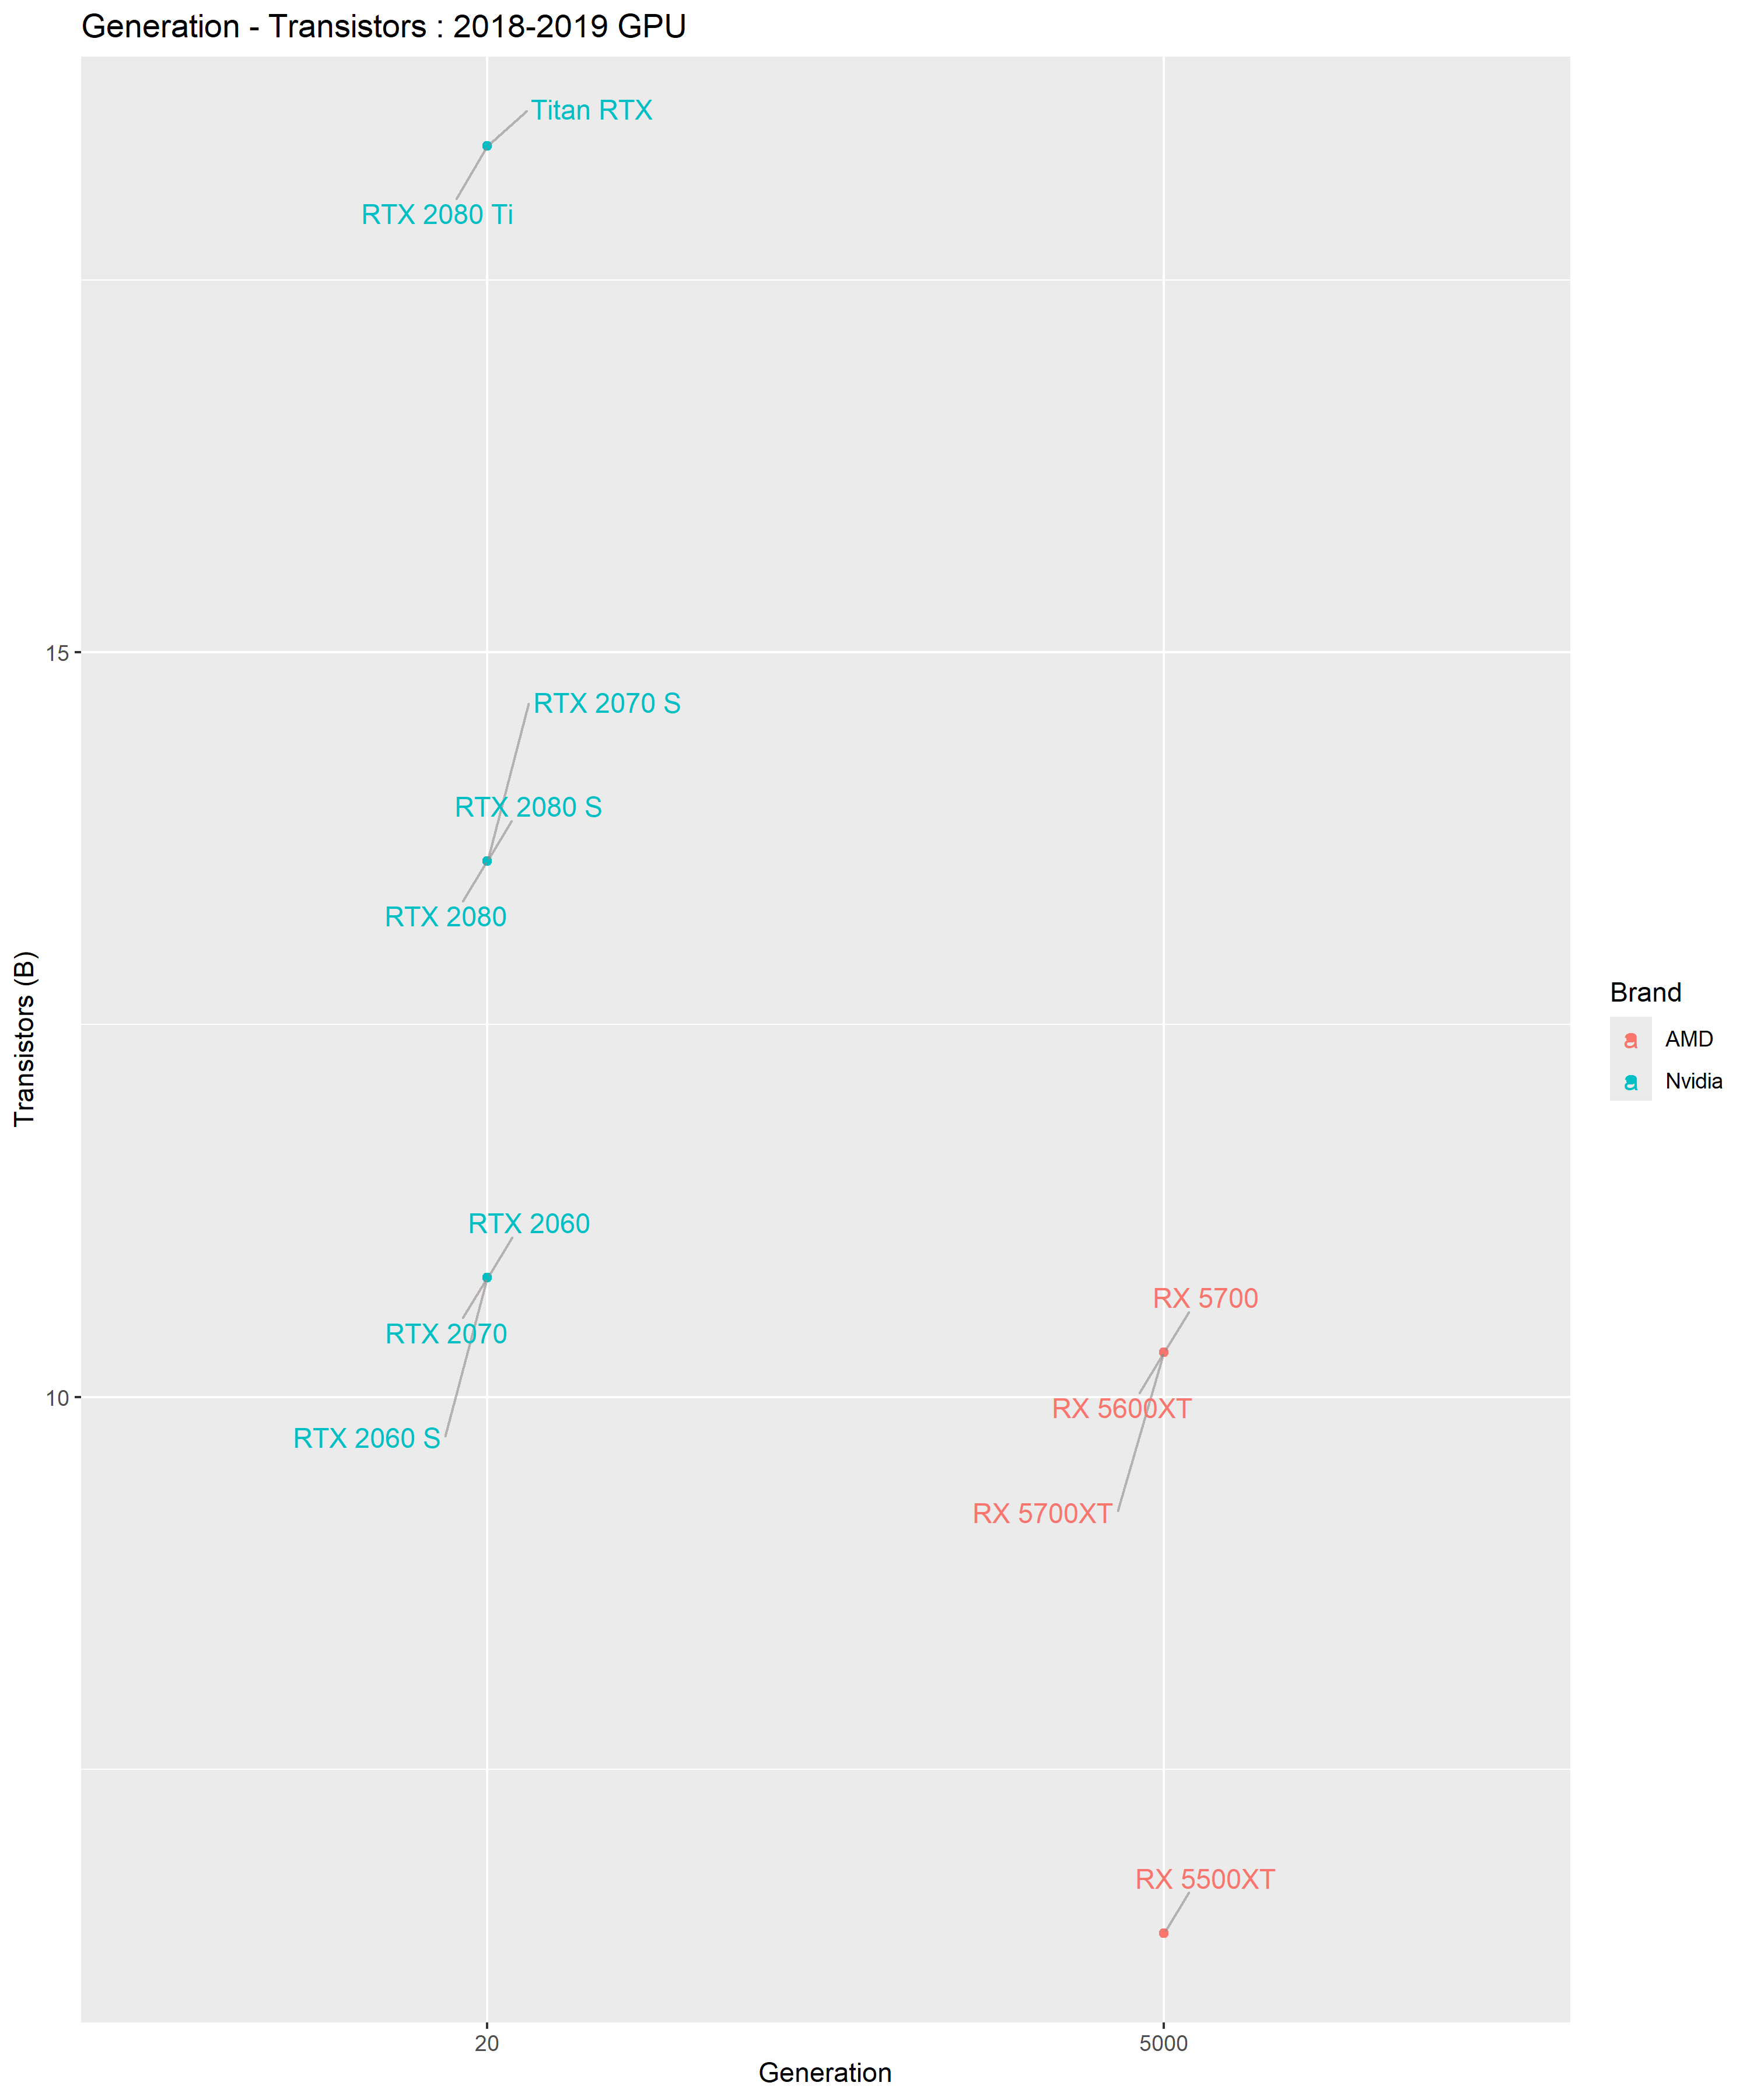 Generation - Transistors : 2018-2019 GPU
Titan RTX
RTX 2080 Ti
15
RTX 2070 S
RTX 2080 S
RTX 2080
Transistors (B)
Brand
a AMD
a Nvidia
RTX 2060
RX 5700
RTX 2070
10
RX 5600XT
RTX 2060 S
RX 5700XT
RX 5500XT
20
5000
Generation